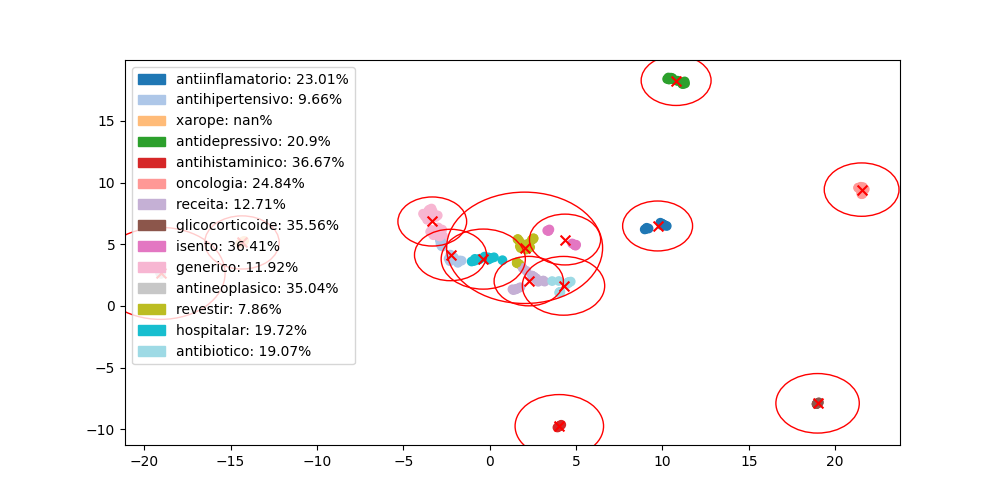 antiinflamatorio: 23.01%
antihipertensivo: 9.66%
xarope: nan%
antidepressivo: 20.9%
antihistaminico: 36.67%
oncologia: 24.84%
receita: 12.71%
glicocorticoide: 35.56%
isento: 36.41%
generico: 11.92%
antineoplasico: 35.04%
revestir: 7.86%
hospitalar: 19.72%
antibiotico: 19.07%
15
10
5
0
−5
−10
−20 −15 −10 −5 0 5 10 15 20